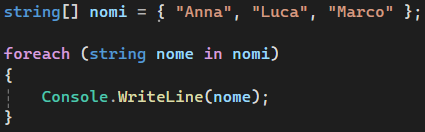 string[] nomi = { "Anna", "Luca", "Marco" };
foreach (string nome in nomi)
{
    Console.WriteLine(nome);
}